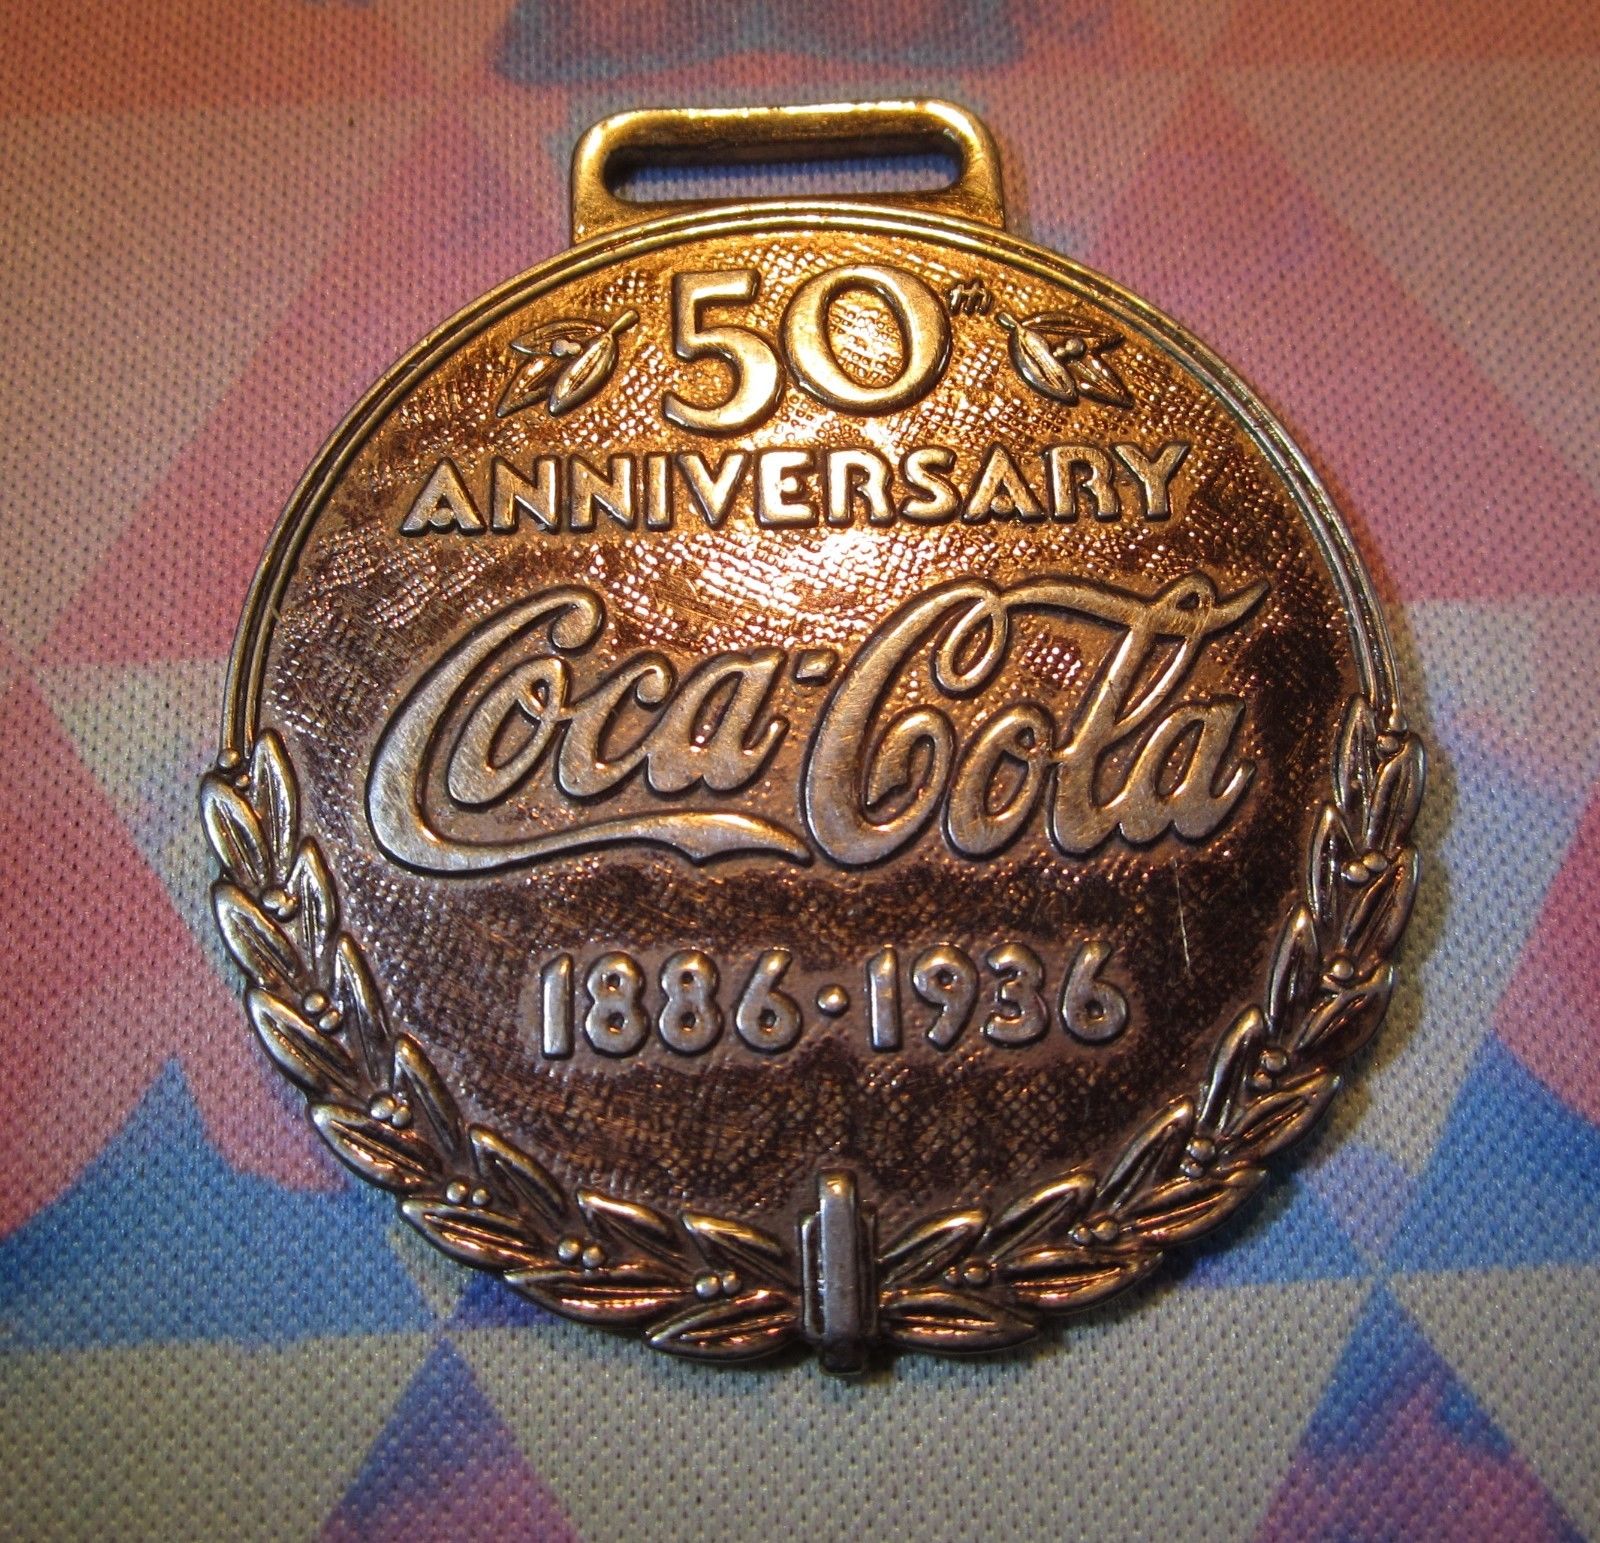 50th
ANNIVERSARY
Coca-Cola
1886·1936